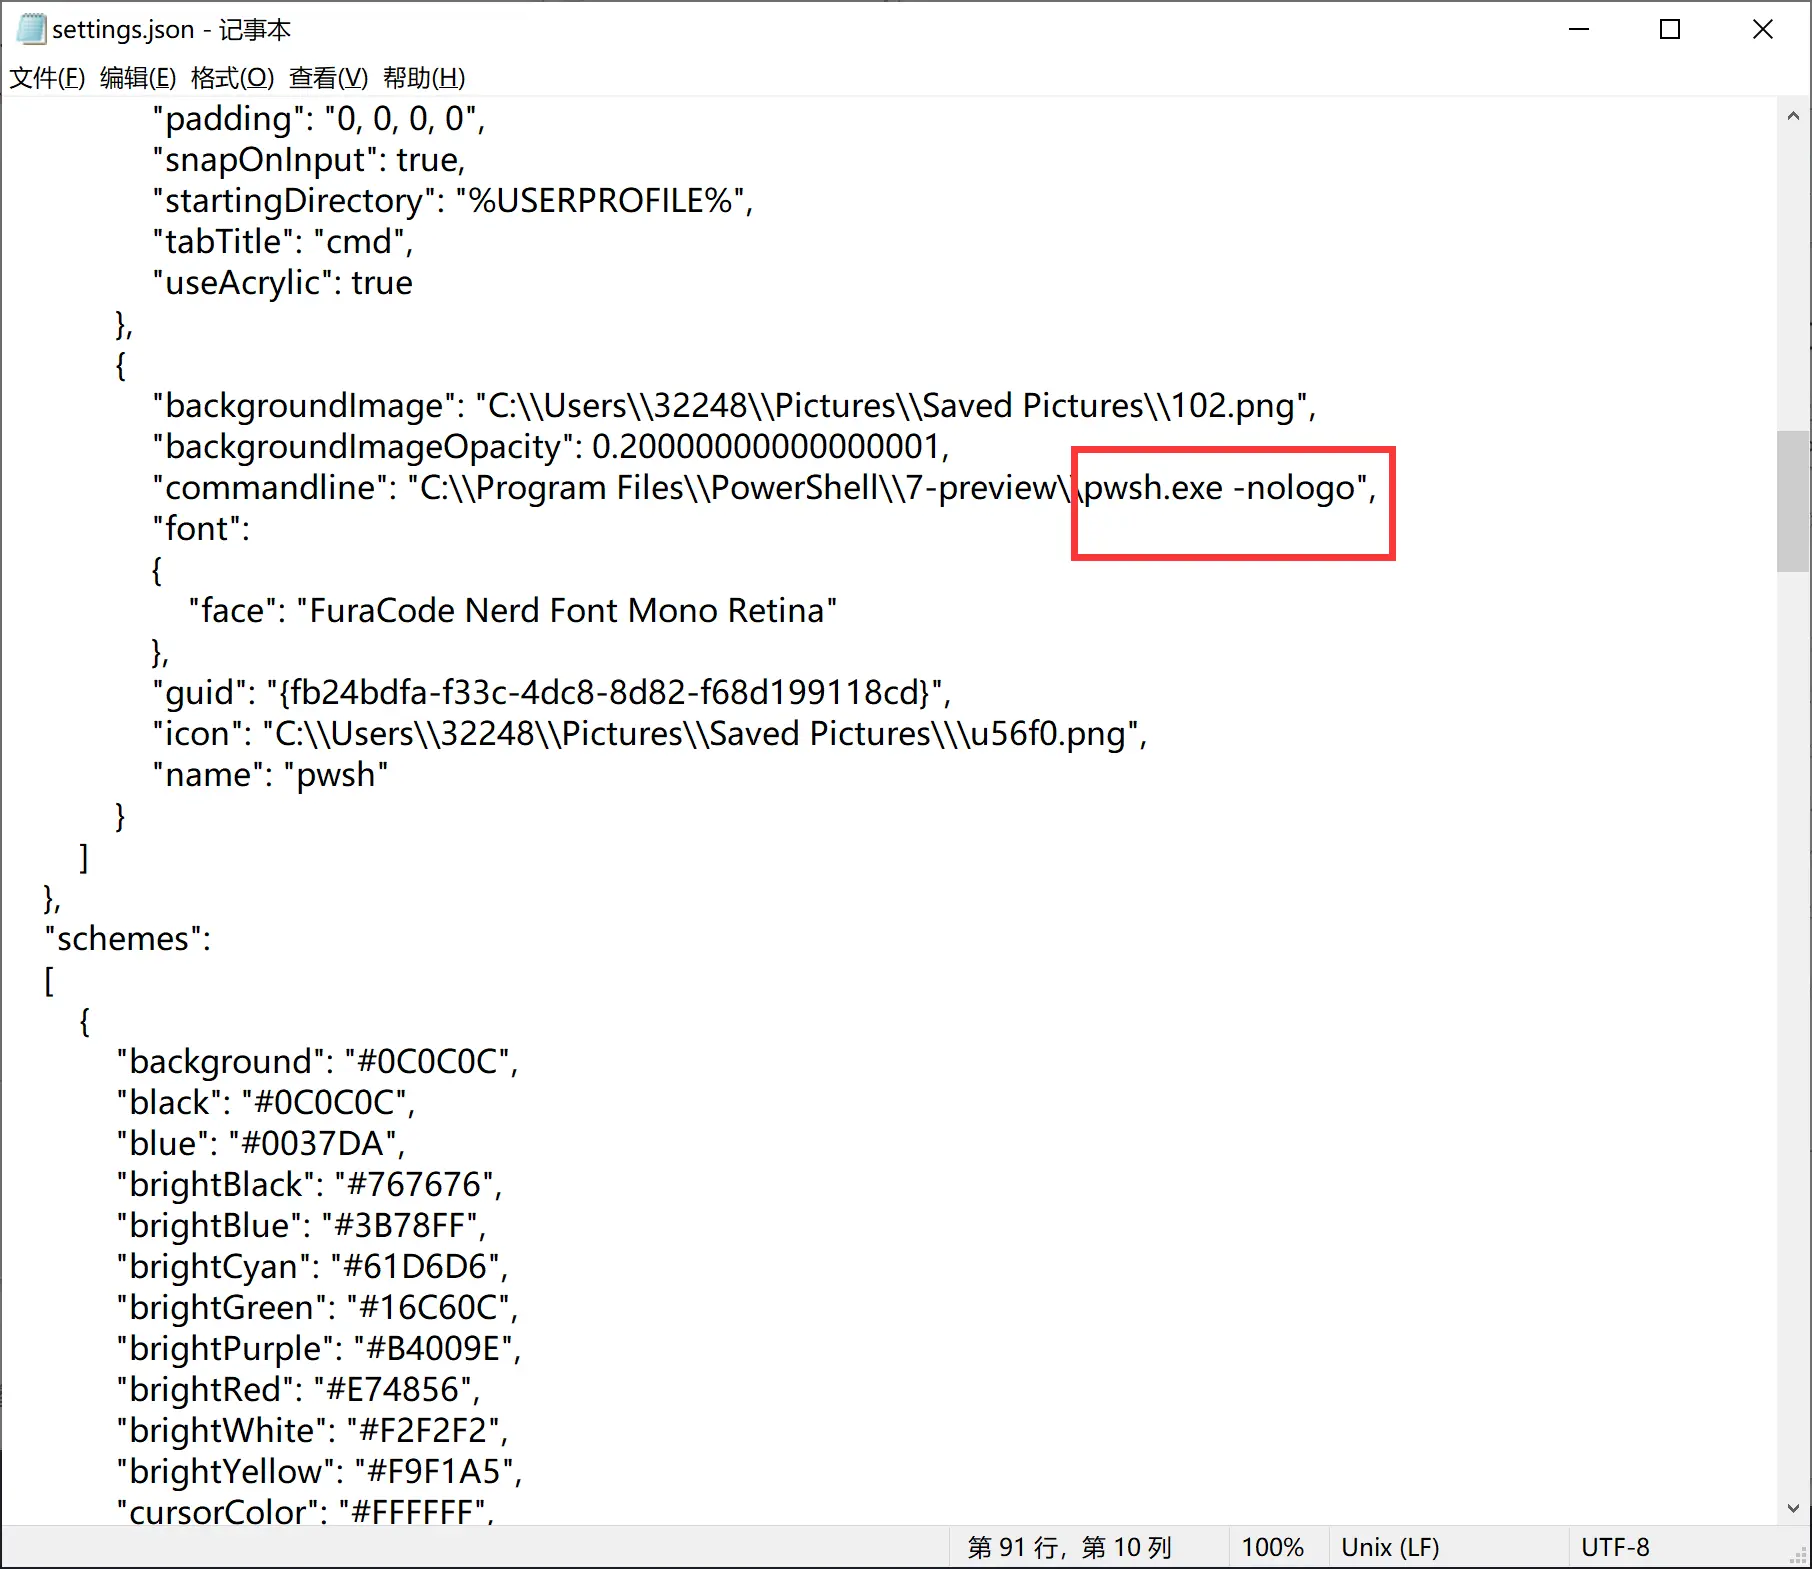 settings.json - 记事本
文件(F) 编辑(E) 格式(O) 查看(V) 帮助(H)
"padding": "0, 0, 0, 0",
"snapOnInput": true,
"startingDirectory": "%USERPROFILE%",
"tabTitle": "cmd",
"useAcrylic": true
},
{
"backgroundImage": "C:\\Users\\32248\\Pictures\\Saved Pictures\\102.png",
"backgroundImageOpacity": 0.20000000000000001,
"commandline": "C:\\Program Files\\PowerShell\\7-preview\\pwsh.exe -nologo",
"font":
{
"face": "FuraCode Nerd Font Mono Retina"
},
"guid": "{fb24bdfa-f33c-4dc8-8d82-f68d199118cd}",
"icon": "C:\\Users\\32248\\Pictures\\Saved Pictures\\\u56f0.png",
"name": "pwsh"
}
]
},
"schemes":
[
{
"background": "#0C0C0C",
"black": "#0C0C0C",
"blue": "#0037DA",
"brightBlack": "#767676",
"brightBlue": "#3B78FF",
"brightCyan": "#61D6D6",
"brightGreen": "#16C60C",
"brightPurple": "#B4009E",
"brightRed": "#E74856",
"brightWhite": "#F2F2F2",
"brightYellow": "#F9F1A5",
"cursorColor": "#FFFFFF",
第 91 行，第 10 列 100% Unix (LF) UTF-8